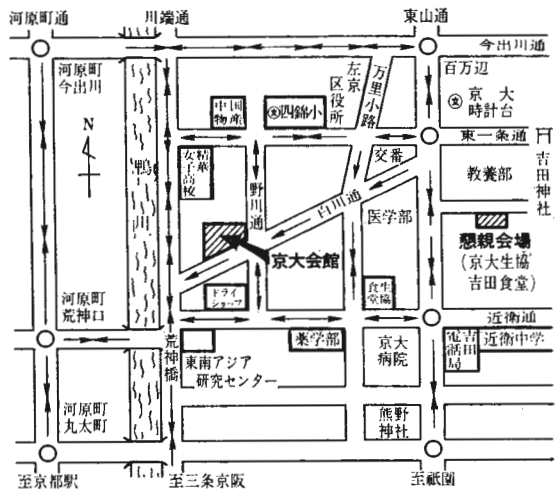 河原町通
川端通
東山通
今出川通
河原町
今出川
左京
区役所
万里小路
百万辺
京大
時計台
中国
物産
四錦小
N
東一条通
鴨
川
精華
女子高校
野川通
交番
白川通
教養部
吉田神社
医学部
京大会館
懇親会場
(京大生協
吉田食堂)
ドライ
ショップ
生協
食堂
河原町
荒神口
近衛通
荒神橋
薬学部
京大
病院
吉田
電話局
近衛中学
東南アジア
研究センター
河原町
丸太町
熊野
神社
至京都駅
至三条京阪
至祇園